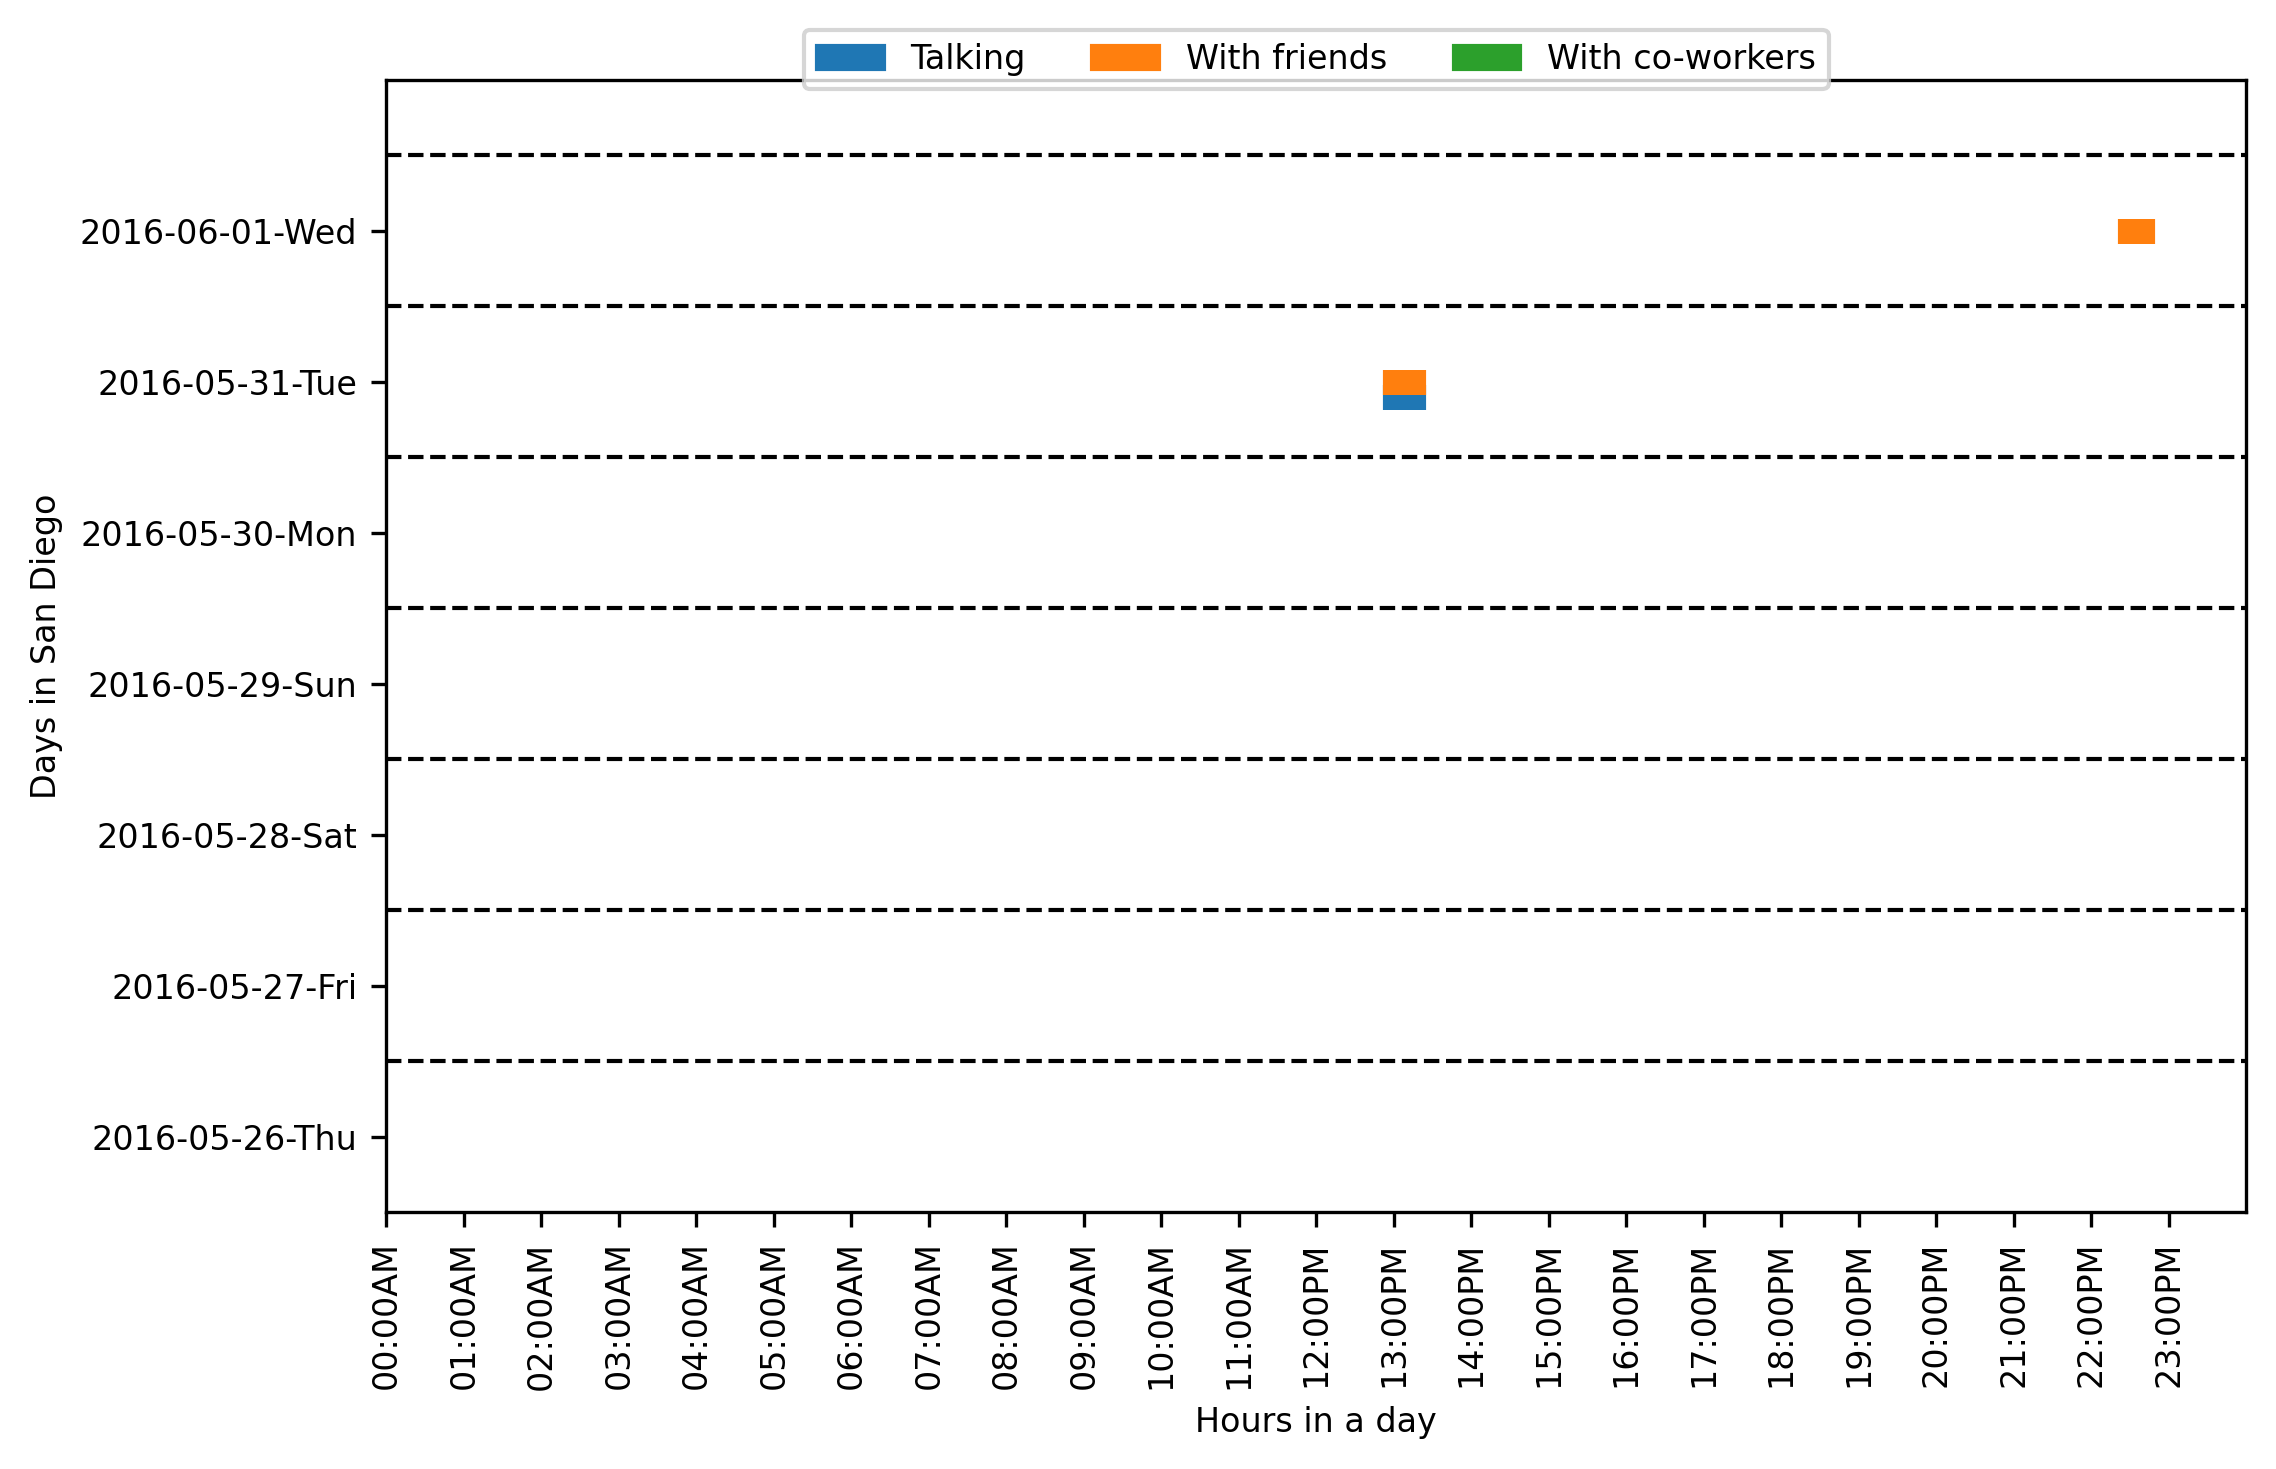 Talking With friends With co-workers
2016-06-01-Wed
2016-05-31-Tue
2016-05-30-Mon
2016-05-29-Sun
2016-05-28-Sat
2016-05-27-Fri
2016-05-26-Thu
Days in San Diego
00:00AM
01:00AM
02:00AM
03:00AM
04:00AM
05:00AM
06:00AM
07:00AM
08:00AM
09:00AM
10:00AM
11:00AM
12:00PM
13:00PM
14:00PM
15:00PM
16:00PM
17:00PM
18:00PM
19:00PM
20:00PM
21:00PM
22:00PM
23:00PM
Hours in a day